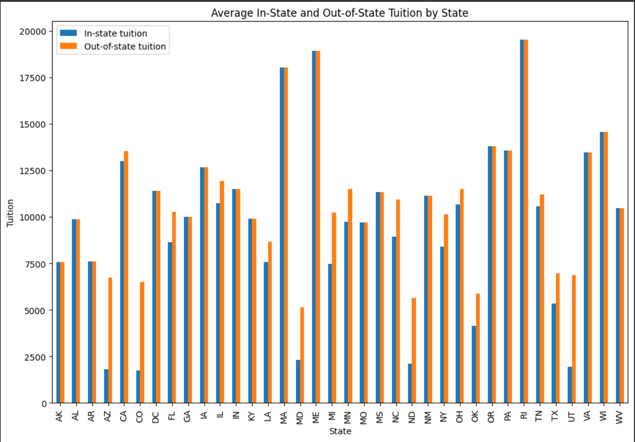 Average In-State and Out-of-State Tuition by State
In-state tuition
Out-of-state tuition
20000
17500
15000
12500
10000
7500
5000
2500
0
Tuition
AK AL AR AZ CA CO DC FL GA IA IL IN KY LA MA MD ME MI MN MO MS NC ND NM NY OH OK OR PA RI TN TX UT VA WI WV
State